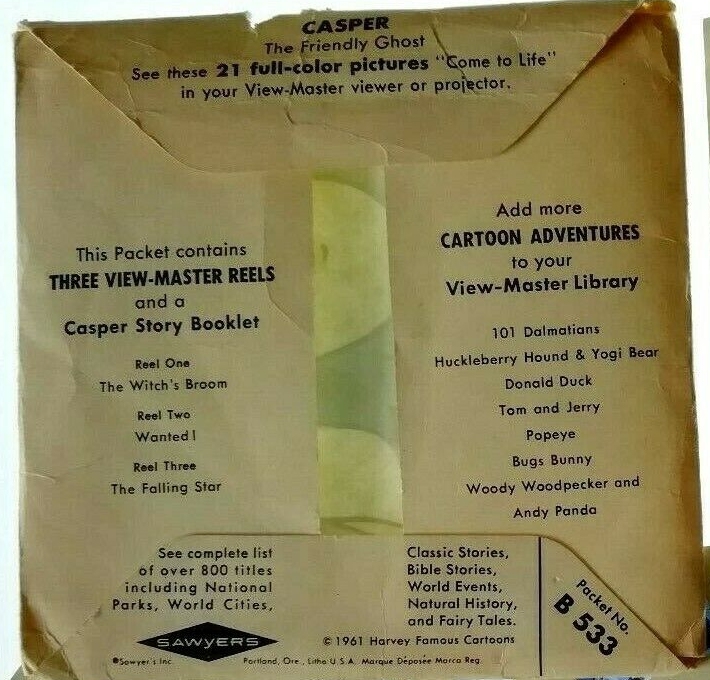 CASPER
The Friendly Ghost
See these 21 full-color pictures "Come to Life"
in your View-Master viewer or projector.
This Packet contains
THREE VIEW-MASTER REELS
and a
Casper Story Booklet
Reel One
The Witch's Broom
Reel Two
Wanted!
Reel Three
The Falling Star
Add more
CARTOON ADVENTURES
to your
View-Master Library
101 Dalmatians
Huckleberry Hound & Yogi Bear
Donald Duck
Tom and Jerry
Popeye
Bugs Bunny
Woody Woodpecker and
Andy Panda
See complete list
of over 800 titles
including National
Parks, World Cities,
Classic Stories,
Bible Stories,
World Events,
Natural History,
and Fairy Tales.
Packet No.
B 533
SAWYERS
© 1961 Harvey Famous Cartoons
Sawyer's Inc. Portland, Ore., Litho U.S.A. Marque Déposée Marca Reg.